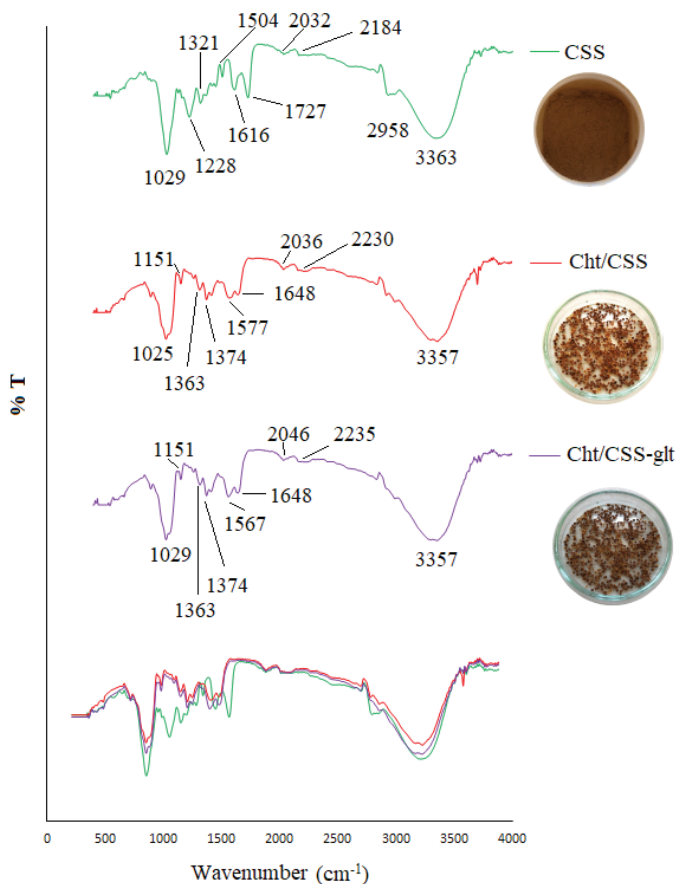 1504 2032
1321 2184 CSS
1616 1727 2958
1029 1228 3363
1151 2036 2230 Cht/CSS
1025 1577 1648 3357
1363 1374
% T
1151 2046 2235 Cht/CSS-glt
1648
1029 1567 3357
1363 1374
0 500 1000 1500 2000 2500 3000 3500 4000
Wavenumber (cm⁻¹)